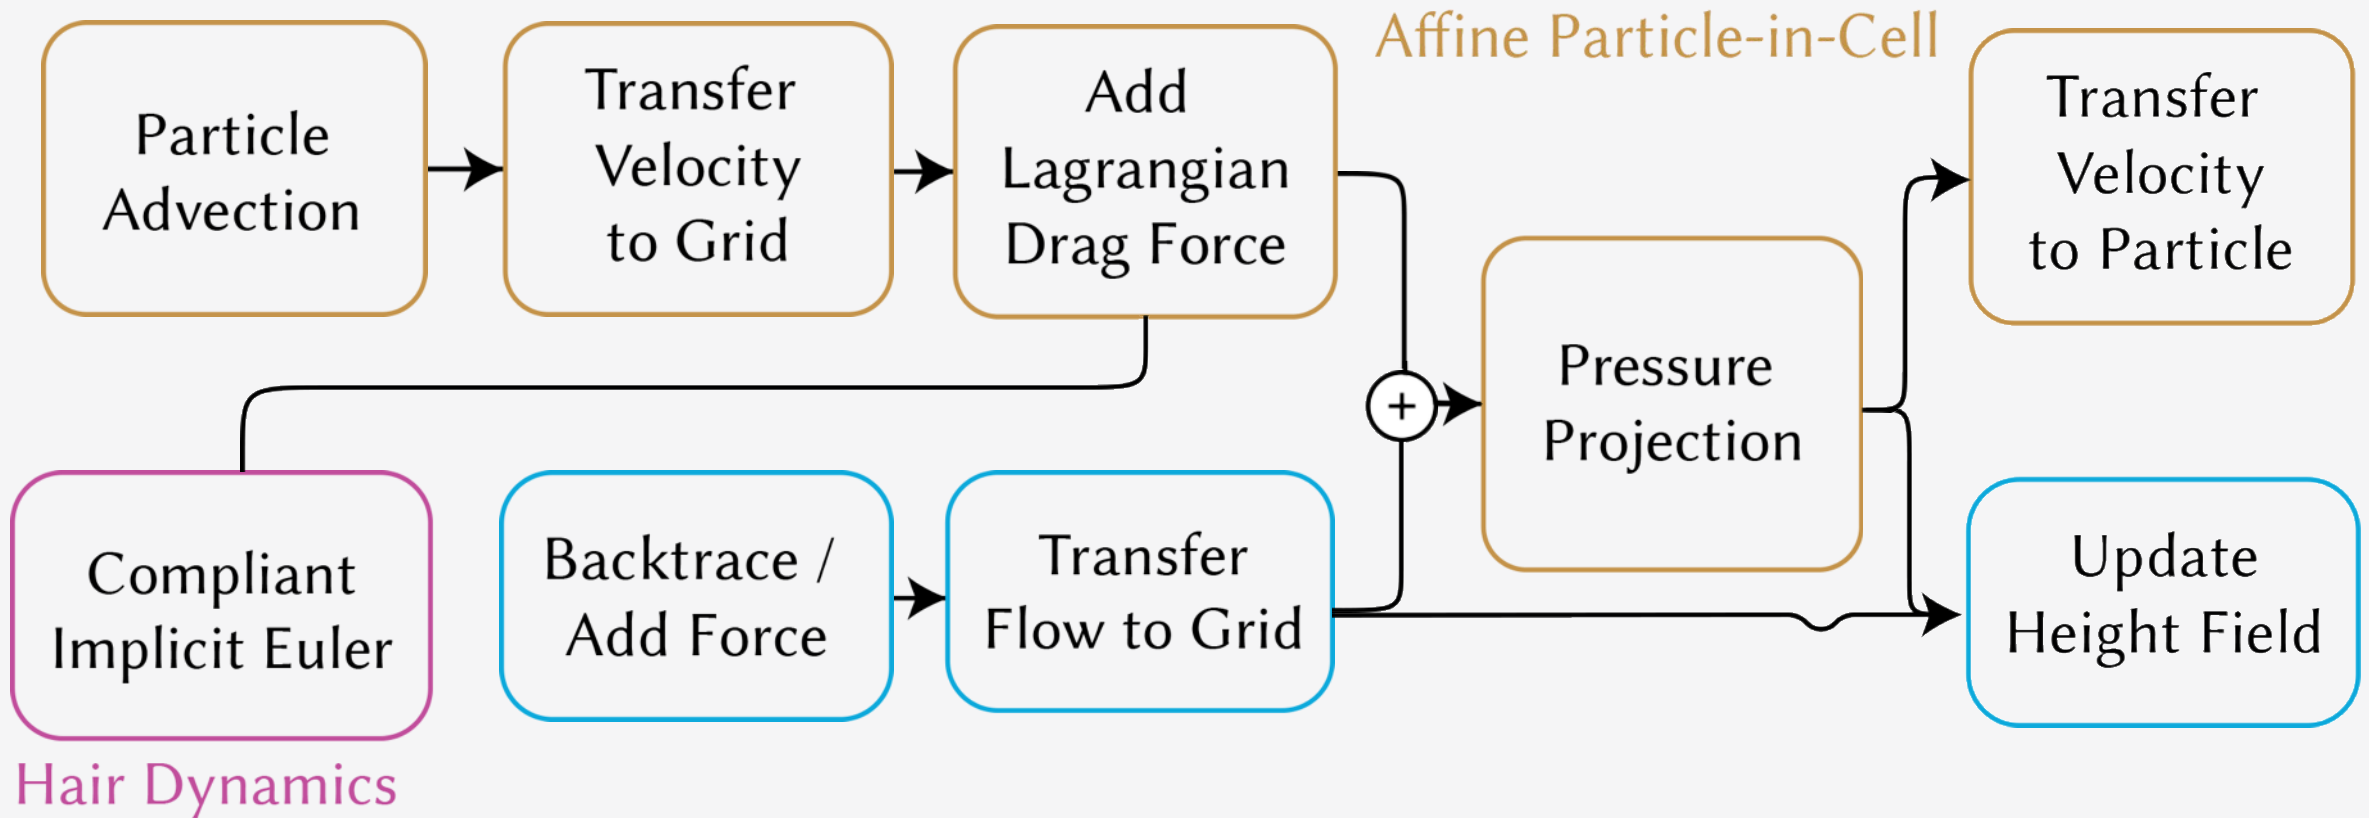 Affine Particle-in-Cell
Particle
Advection
Transfer
Velocity
to Grid
Add
Lagrangian
Drag Force
Transfer
Velocity
to Particle
+
Pressure
Projection
Compliant
Implicit Euler
Backtrace /
Add Force
Transfer
Flow to Grid
Update
Height Field
Hair Dynamics